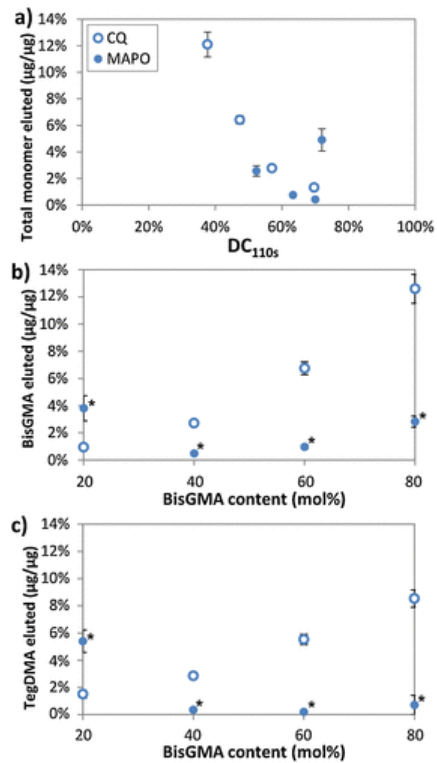 a)
14%
12%
10%
8%
6%
4%
2%
0%
Total monomer eluted (µg/µg)
CQ
MAPO
0% 20% 40% 60% 80% 100%
DC110s
b)
14%
12%
10%
8%
6%
4%
2%
0%
BisGMA eluted (µg/µg)
*
*
*
*
20 40 60 80
BisGMA content (mol%)
c)
14%
12%
10%
8%
6%
4%
2%
0%
TegDMA eluted (µg/µg)
*
*
*
*
20 40 60 80
BisGMA content (mol%)